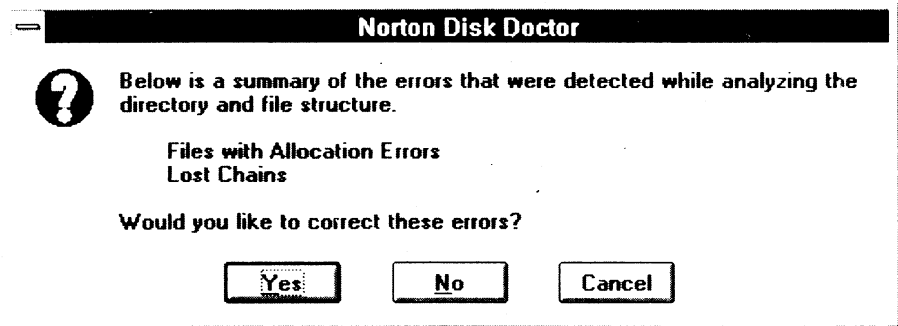 Norton Disk Doctor
Below is a summary of the errors that were detected while analyzing the
directory and file structure.
Files with Allocation Errors
Lost Chains
Would you like to correct these errors?
Yes No Cancel